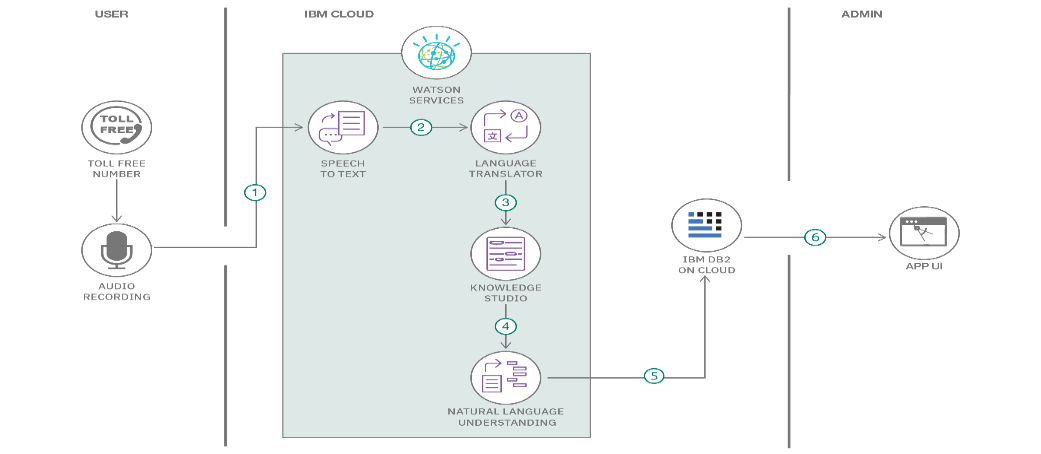 USER
IBM CLOUD
ADMIN
WATSON
SERVICES
TOLL
FREE
TOLL FREE
NUMBER
AUDIO
RECORDING
1
SPEECH
TO TEXT
2
A
文
LANGUAGE
TRANSLATOR
3
KNOWLEDGE
STUDIO
4
NATURAL LANGUAGE
UNDERSTANDING
5
IBM DB2
ON CLOUD
6
APP UI